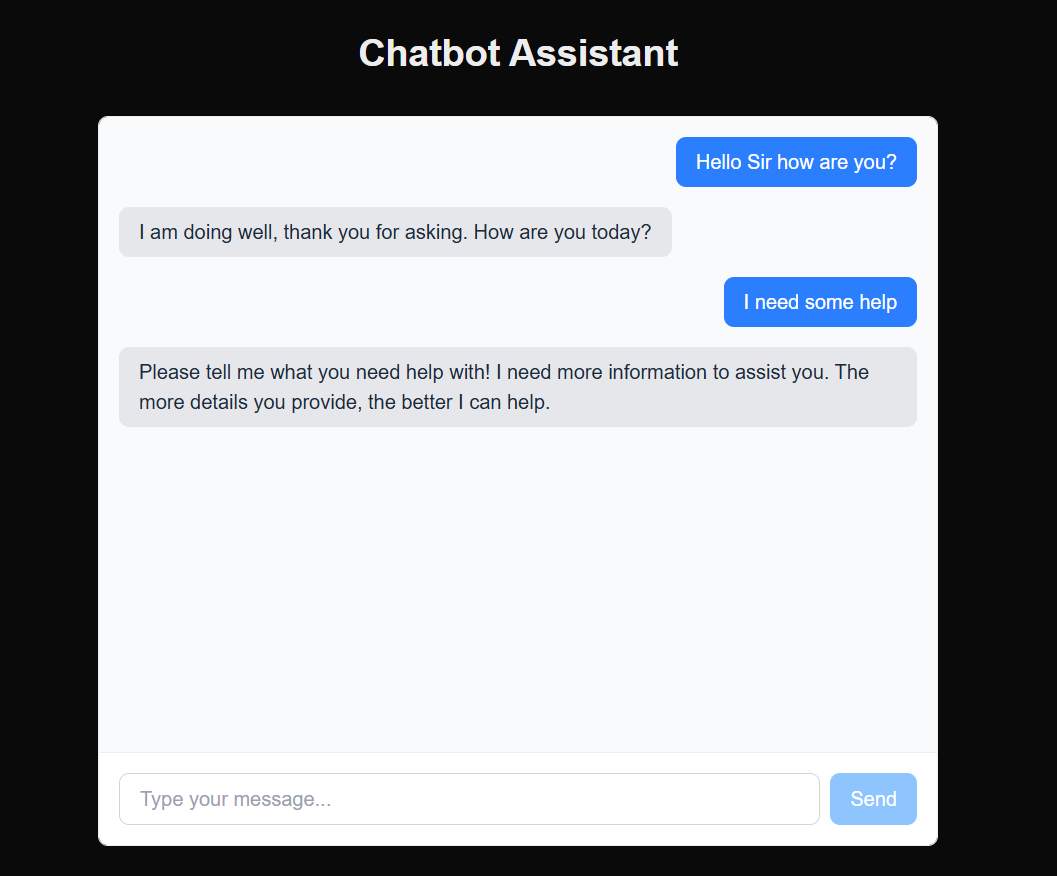 Chatbot Assistant
Hello Sir how are you?
I am doing well, thank you for asking. How are you today?
I need some help
Please tell me what you need help with! I need more information to assist you. The
more details you provide, the better I can help.
Type your message...
Send